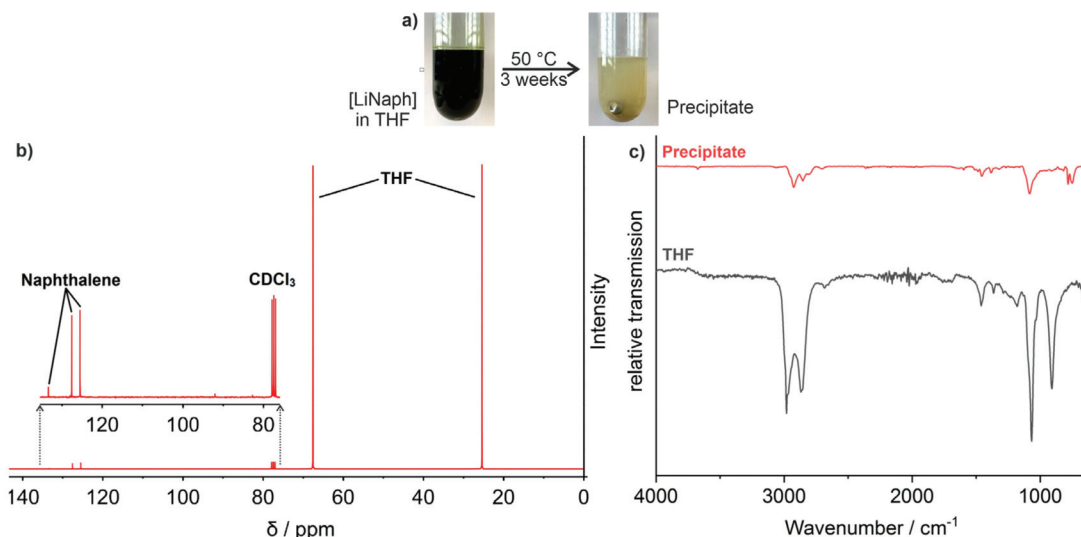 a)
50 °C
3 weeks
[LiNaph]
in THF
Precipitate
b)
THF
Naphthalene
CDCl₃
120 100 80
140 120 100 80 60 40 20 0
δ / ppm
Intensity
c)
Precipitate
THF
relative transmission
4000 3000 2000 1000
Wavenumber / cm⁻¹